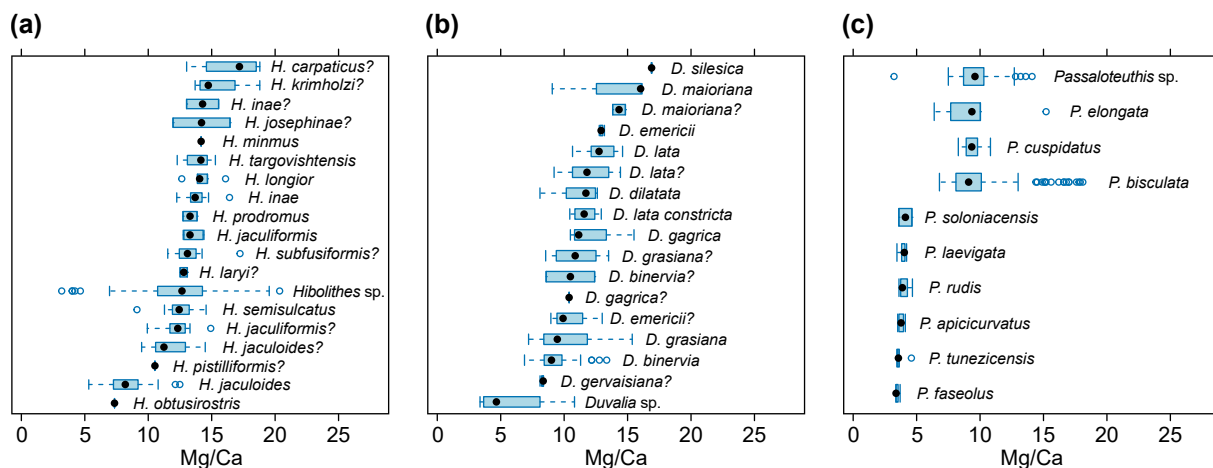 (a)
H. carpaticus?
H. krimholzi?
H. inae?
H. josephinae?
H. minmus
H. targovishtensis
H. longior
H. inae
H. prodromus
H. jaculiformis
H. subfusiformis?
H. laryi?
Hibolithes sp.
H. semisulcatus
H. jaculiformis?
H. jaculoides?
H. pistilliformis?
H. jaculoides
H. obtusirostris
0 5 10 15 20 25
Mg/Ca
(b)
D. silesica
D. maioriana
D. maioriana?
D. emericii
D. lata
D. lata?
D. dilatata
D. lata constricta
D. gagrica
D. grasiana?
D. binervia?
D. gagrica?
D. emericii?
D. grasiana
D. binervia
D. gervaisiana?
Duvalia sp.
0 5 10 15 20 25
Mg/Ca
(c)
Passaloteuthis sp.
P. elongata
P. cuspidatus
P. bisculata
P. soloniacensis
P. laevigata
P. rudis
P. apicicurvatus
P. tunezicensis
P. faseolus
0 5 10 15 20 25
Mg/Ca